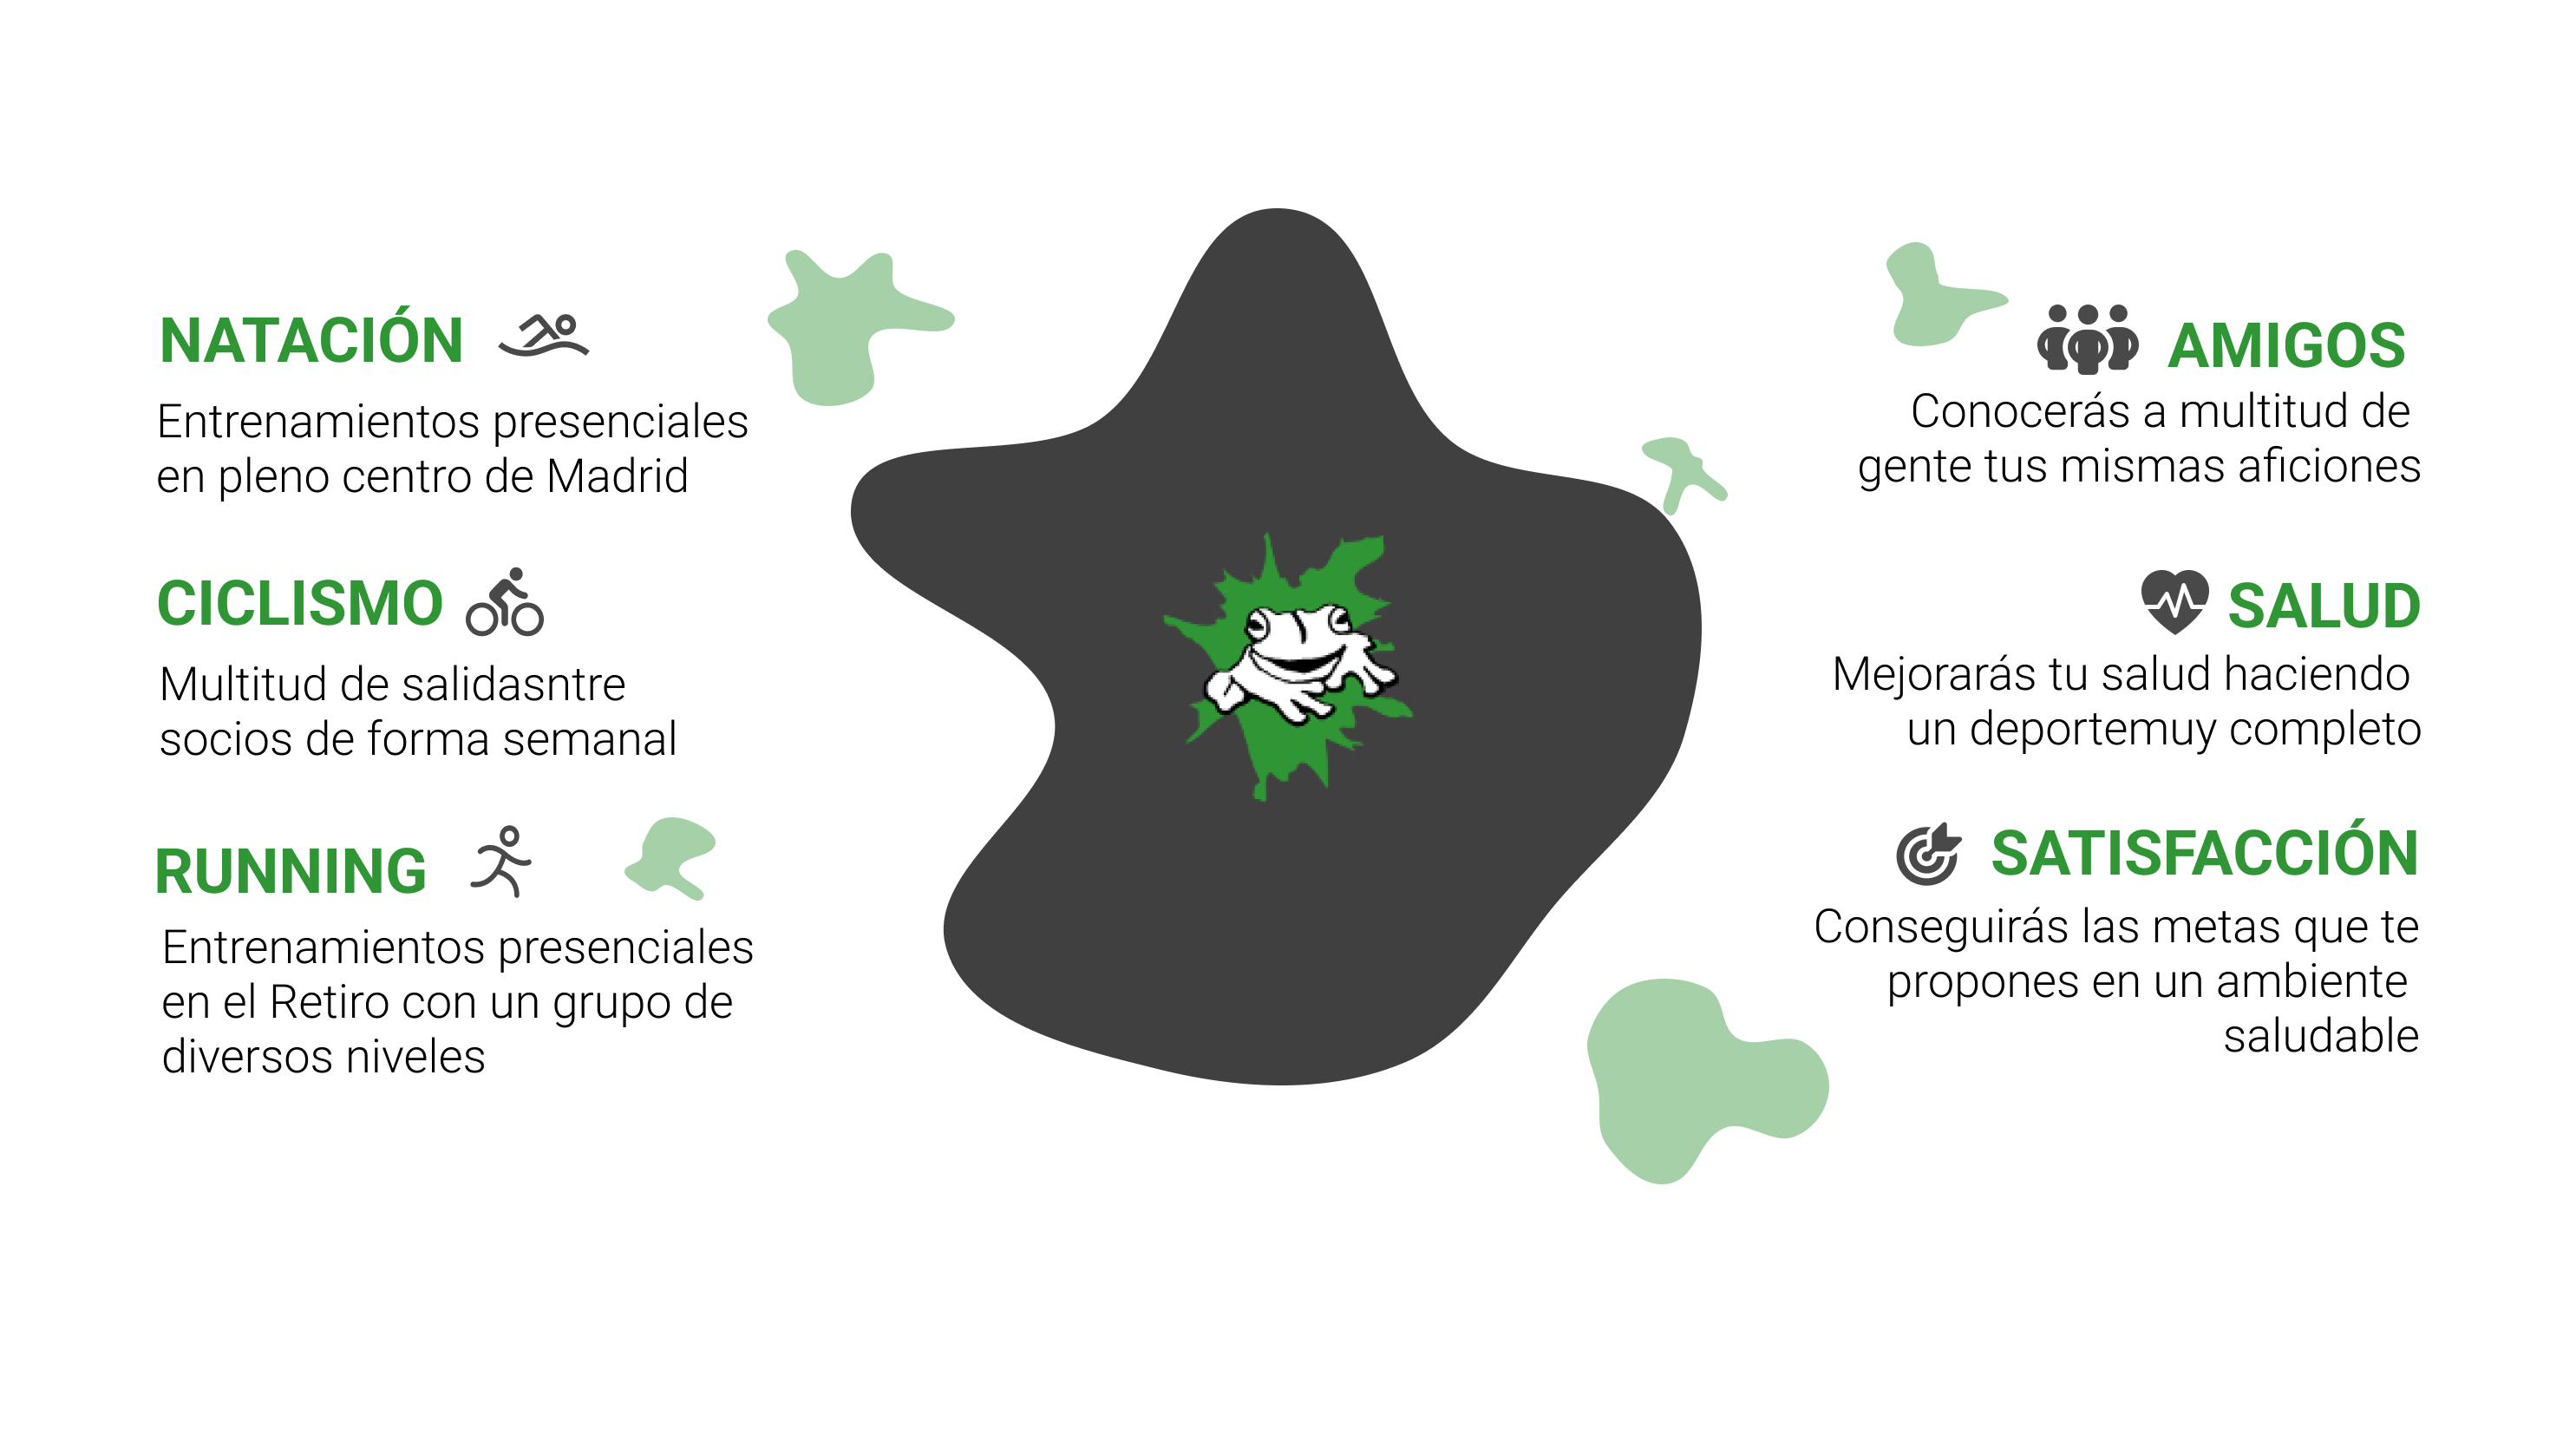 NATACIÓN
Entrenamientos presenciales
en pleno centro de Madrid
CICLISMO
Multitud de salidasntre
socios de forma semanal
RUNNING
Entrenamientos presenciales
en el Retiro con un grupo de
diversos niveles
AMIGOS
Conocerás a multitud de
gente tus mismas aficiones
SALUD
Mejorarás tu salud haciendo
un deportemuy completo
SATISFACCIÓN
Conseguirás las metas que te
propones en un ambiente
saludable